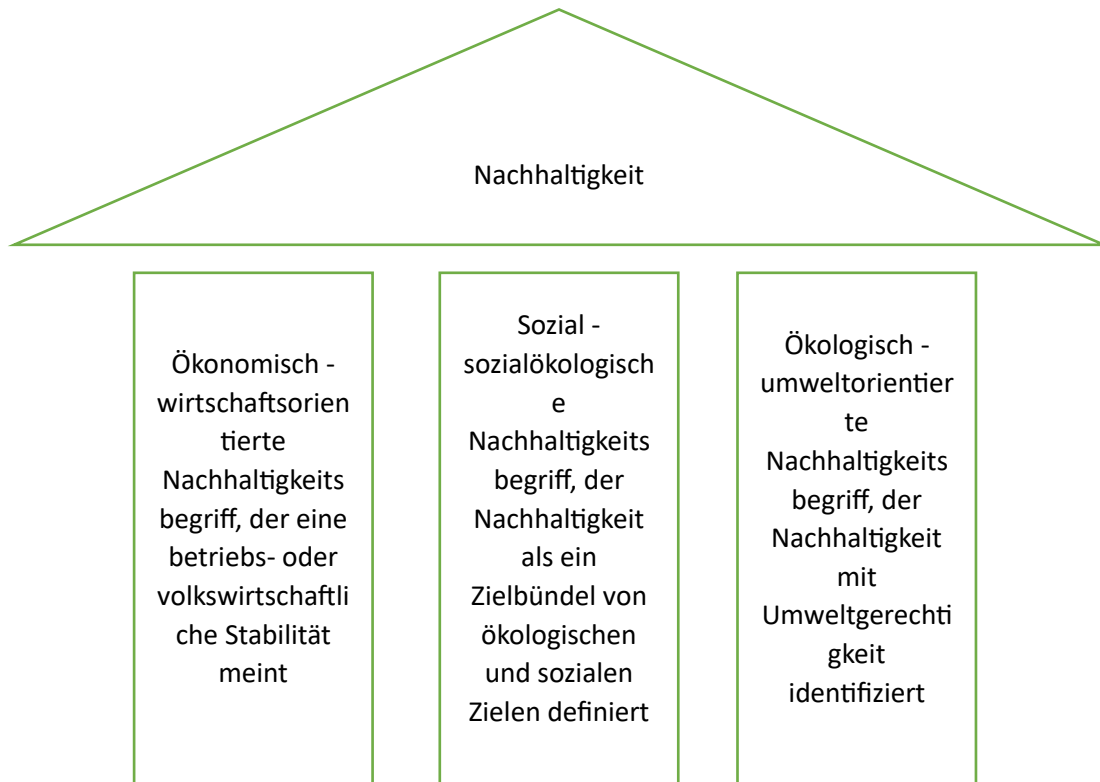 Nachhaltigkeit
Ökonomisch -
wirtschaftsorien
tierte
Nachhaltigkeits
begriff, der eine
betriebs- oder
volkswirtschaftli
che Stabilität
meint
Sozial -
sozialökologisch
e
Nachhaltigkeits
begriff, der
Nachhaltigkeit
als ein
Zielbündel von
ökologischen
und sozialen
Zielen definiert
Ökologisch -
umweltorientier
te
Nachhaltigkeits
begriff, der
Nachhaltigkeit
mit
Umweltgerechti
gkeit
identifiziert